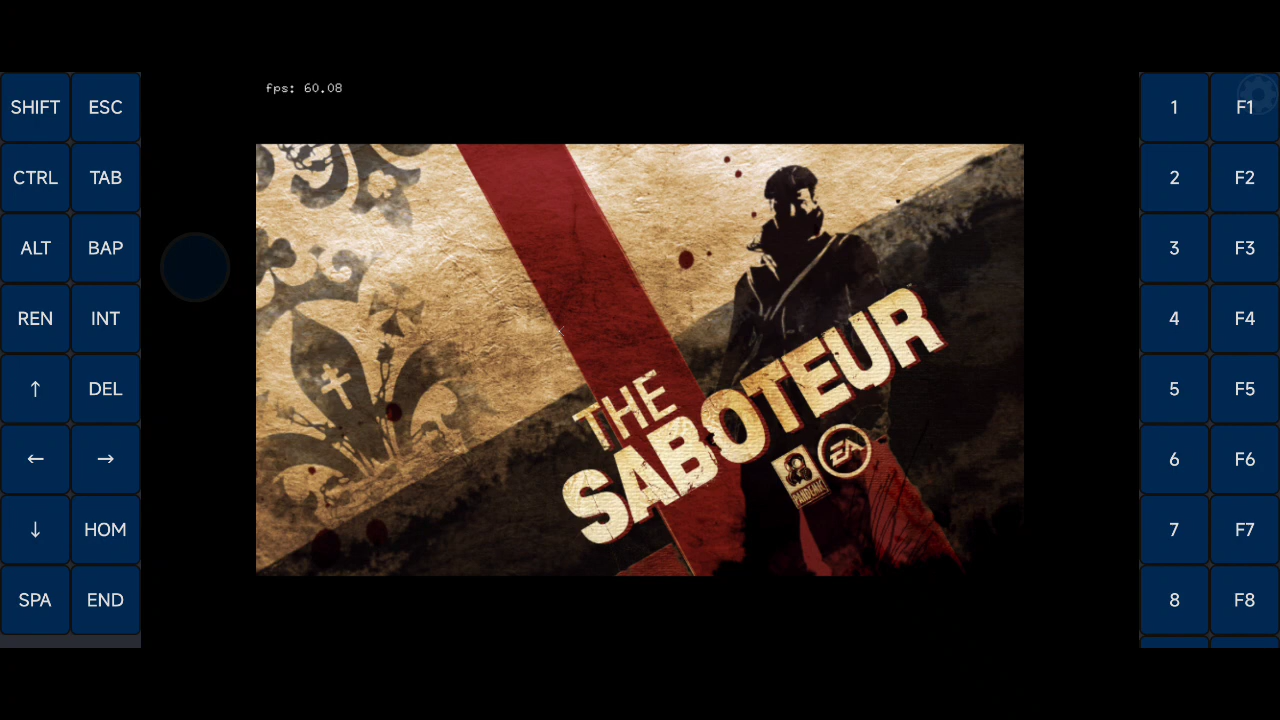 fps: 60.08
SHIFT ESC
CTRL TAB
ALT BAP
REN INT
↑ DEL
← →
↓ HOM
SPA END
THE
SABOTEUR
PANDEMIC
EA
1 F1
2 F2
3 F3
4 F4
5 F5
6 F6
7 F7
8 F8